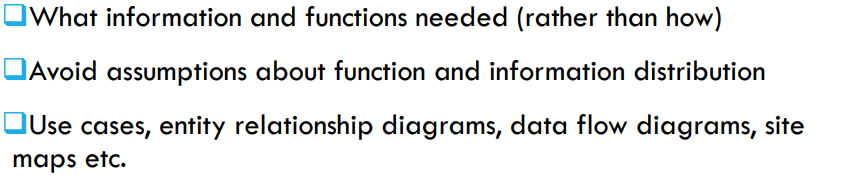 What information and functions needed (rather than how)
Avoid assumptions about function and information distribution
Use cases, entity relationship diagrams, data flow diagrams, site
maps etc.